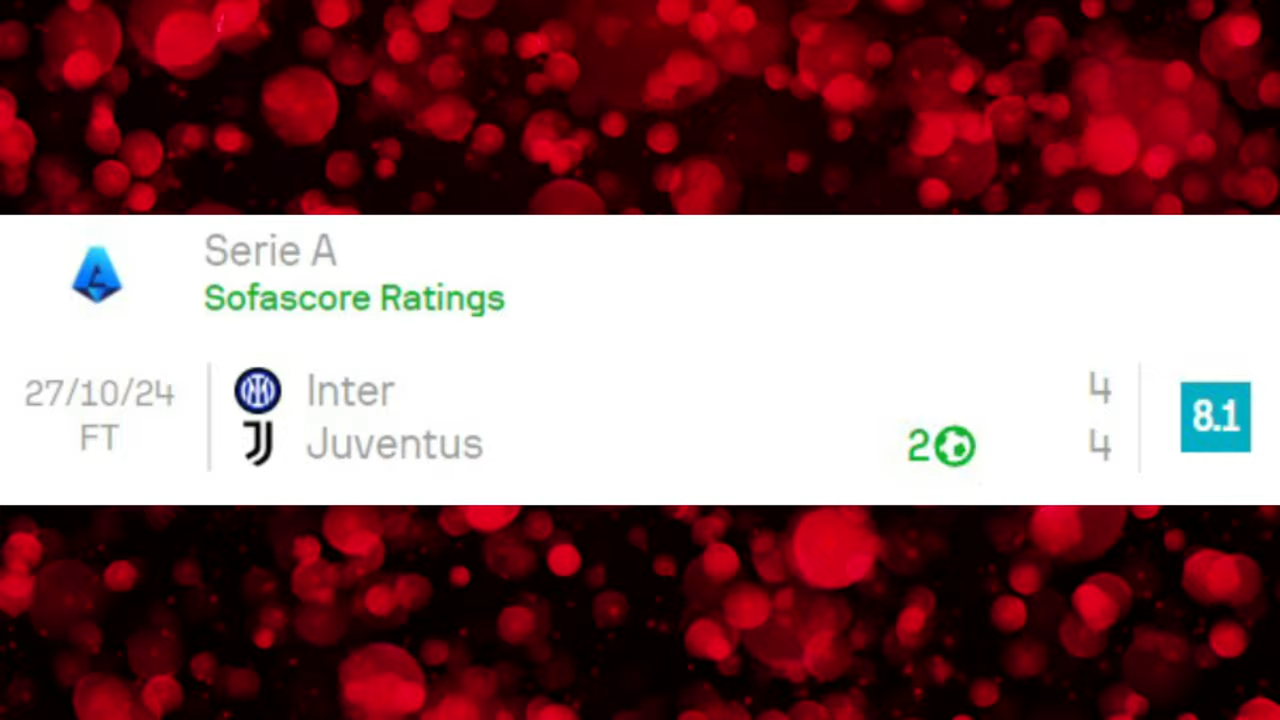 Serie A
Sofascore Ratings
27/10/24
FT
Inter 4
Juventus 2 4
8.1